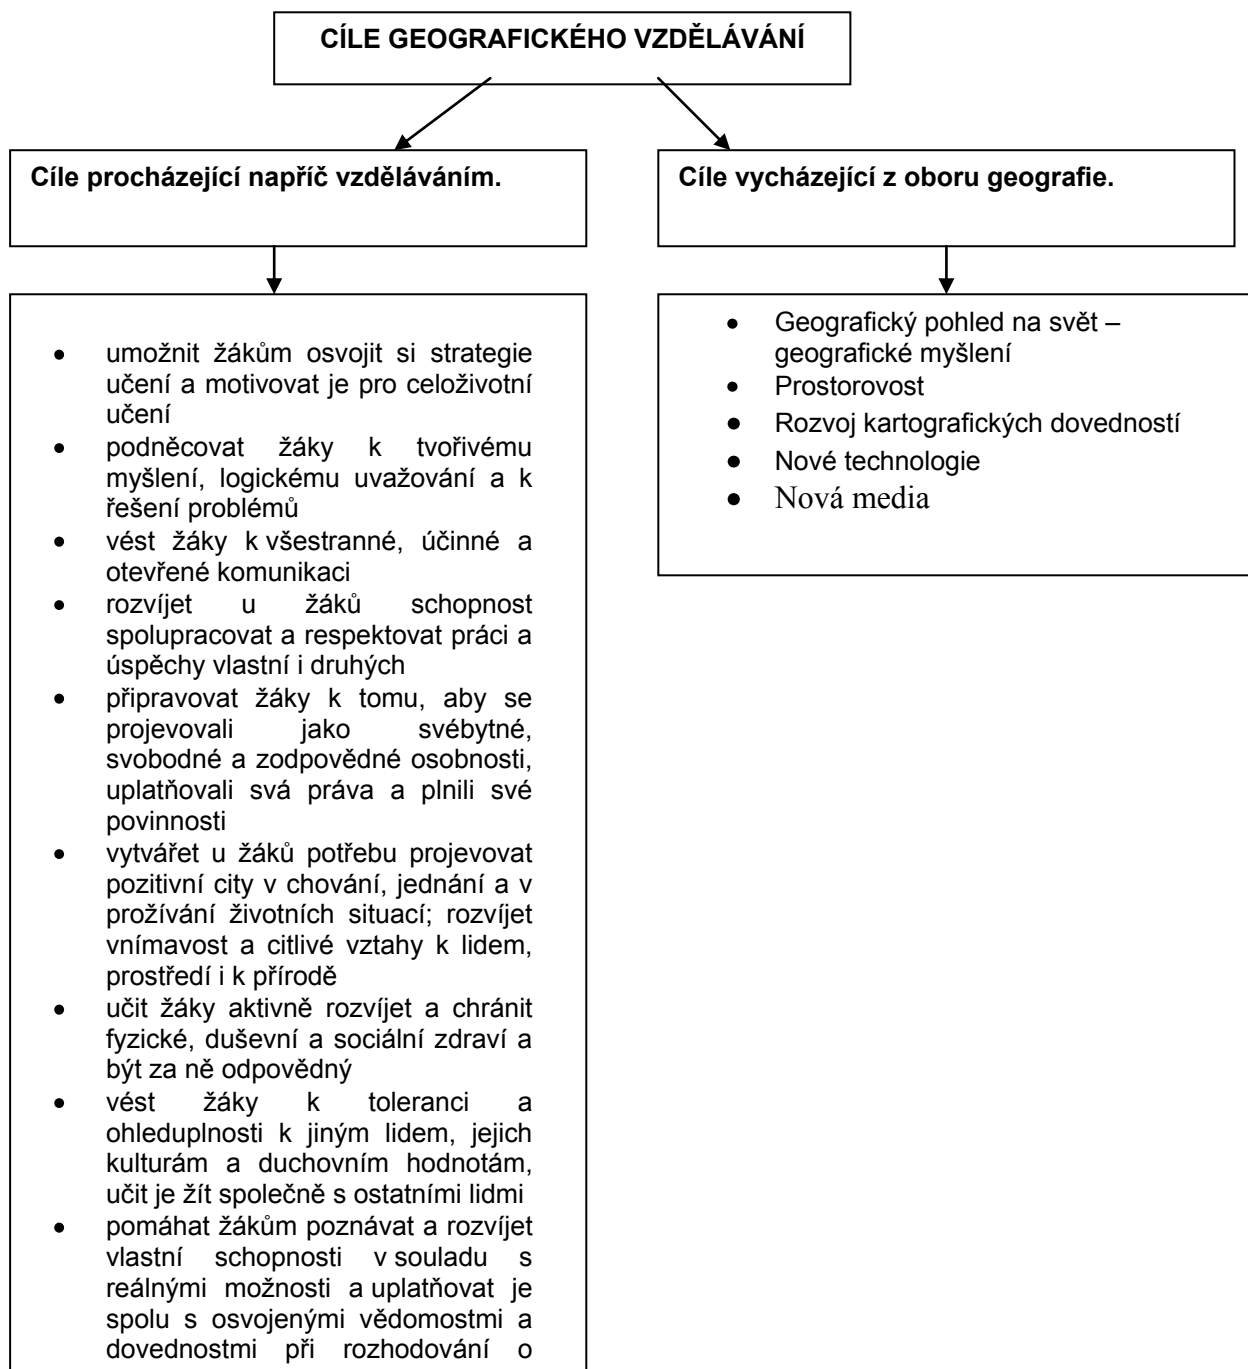 CÍLE GEOGRAFICKÉHO VZDĚLÁVÁNÍ
Cíle procházející napříč vzděláváním.
Cíle vycházející z oboru geografie.
• umožnit žákům osvojit si strategie
učení a motivovat je pro celoživotní
učení
• podněcovat žáky k tvořivému
myšlení, logickému uvažování a k
řešení problémů
• vést žáky k všestranné, účinné a
otevřené komunikaci
• rozvíjet u žáků schopnost
spolupracovat a respektovat práci a
úspěchy vlastní i druhých
• připravovat žáky k tomu, aby se
projevovali jako svébytné,
svobodné a zodpovědné osobnosti,
uplatňovali svá práva a plnili své
povinnosti
• vytvářet u žáků potřebu projevovat
pozitivní city v chování, jednání a v
prožívání životních situací; rozvíjet
vnímavost a citlivé vztahy k lidem,
prostředí i k přírodě
• učit žáky aktivně rozvíjet a chránit
fyzické, duševní a sociální zdraví a
být za ně odpovědný
• vést žáky k toleranci a
ohleduplnosti k jiným lidem, jejich
kulturám a duchovním hodnotám,
učit je žít společně s ostatními lidmi
• pomáhat žákům poznávat a rozvíjet
vlastní schopnosti v souladu s
reálnými možnosti a uplatňovat je
spolu s osvojenými vědomostmi a
dovednostmi při rozhodování o
• Geografický pohled na svět –
geografické myšlení
• Prostorovost
• Rozvoj kartografických dovedností
• Nové technologie
• Nová media